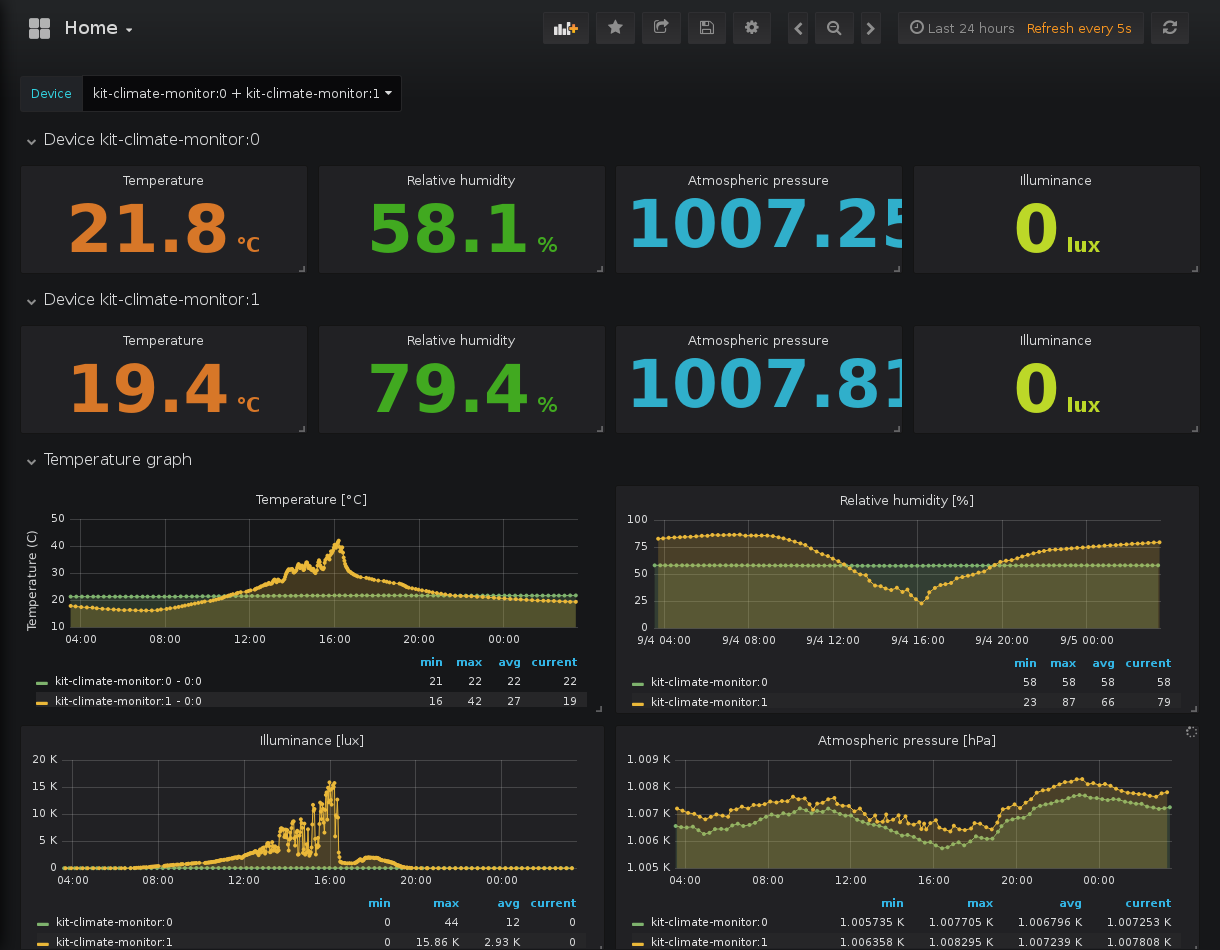 Home
Last 24 hours Refresh every 5s
Device kit-climate-monitor:0 + kit-climate-monitor:1
Device kit-climate-monitor:0
Temperature Relative humidity Atmospheric pressure Illuminance
21.8 °C 58.1 % 1007.25 0 lux
Device kit-climate-monitor:1
Temperature Relative humidity Atmospheric pressure Illuminance
19.4 °C 79.4 % 1007.81 0 lux
Temperature graph
Temperature [°C]
Temperature (C)
50
40
30
20
10
04:00 08:00 12:00 16:00 20:00 00:00
min max avg current
kit-climate-monitor:0 - 0:0 21 22 22 22
kit-climate-monitor:1 - 0:0 16 42 27 19
Relative humidity [%]
100
75
50
25
0
9/4 04:00 9/4 08:00 9/4 12:00 9/4 16:00 9/4 20:00 9/5 00:00
min max avg current
kit-climate-monitor:0 58 58 58 58
kit-climate-monitor:1 23 87 66 79
Illuminance [lux]
20 K
15 K
10 K
5 K
0
04:00 08:00 12:00 16:00 20:00 00:00
min max avg current
kit-climate-monitor:0 0 44 12 0
kit-climate-monitor:1 0 15.86 K 2.93 K 0
Atmospheric pressure [hPa]
1.009 K
1.008 K
1.007 K
1.006 K
1.005 K
04:00 08:00 12:00 16:00 20:00 00:00
min max avg current
kit-climate-monitor:0 1.005735 K 1.007705 K 1.006796 K 1.007253 K
kit-climate-monitor:1 1.006358 K 1.008295 K 1.007239 K 1.007808 K